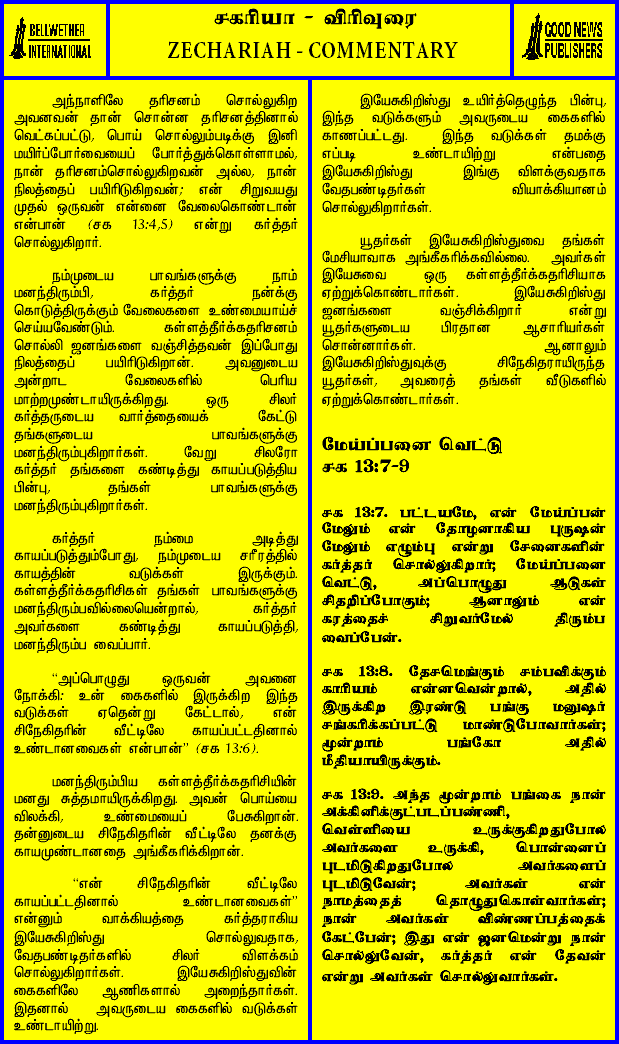 BELLWETHER
INTERNATIONAL
சகரியா - விரிவுரை
ZECHARIAH - COMMENTARY
GOOD NEWS
PUBLISHERS
அந்நாளிலே தரிசனம் சொல்லுகிற
அவனவன் தான் சொன்ன தரிசனத்தினால்
வெட்கப்பட்டு, பொய் சொல்லும்படிக்கு இனி
மயிர்ப்போர்வையைப் போர்த்துக்கொள்ளாமல்,
நான் தரிசனம்சொல்லுகிறவன் அல்ல, நான்
நிலத்தைப் பயிரிடுகிறவன்; என் சிறுவயது
முதல் ஒருவன் என்னை வேலைகொண்டான்
என்பான் (சக 13:4,5) என்று கர்த்தர்
சொல்லுகிறார்.
நம்முடைய பாவங்களுக்கு நாம்
மனந்திரும்பி, கர்த்தர் நன்க்கு
கொடுத்திருக்கும் வேலைகளை உண்மையாய்ச்
செய்யவேண்டும். கள்ளத்தீர்க்கதரிசனம்
சொல்லி ஜனங்களை வஞ்சித்தவன் இப்போது
நிலத்தைப் பயிரிடுகிறான். அவனுடைய
அன்றாட வேலைகளில் பெரிய
மாற்றமுண்டாயிருக்கிறது. ஒரு சிலர்
கர்த்தருடைய வார்த்தையைக் கேட்டு
தங்களுடைய பாவங்களுக்கு
மனந்திரும்புகிறார்கள். வேறு சிலரோ
கர்த்தர் தங்களை கண்டித்து காயப்படுத்திய
பின்பு, தங்கள் பாவங்களுக்கு
மனந்திரும்புகிறார்கள்.
கர்த்தர் நம்மை அடித்து
காயப்படுத்தும்போது, நம்முடைய சரீரத்தில்
காயத்தின் வடுக்கள் இருக்கும்.
கள்ளத்தீர்க்கதரிசிகள் தங்கள் பாவங்களுக்கு
மனந்திரும்பவில்லையென்றால், கர்த்தர்
அவர்களை கண்டித்து காயப்படுத்தி,
மனந்திரும்ப வைப்பார்.
“அப்பொழுது ஒருவன் அவனை
நோக்கி: உன் கைகளில் இருக்கிற இந்த
வடுக்கள் ஏதென்று கேட்டால், என்
சிநேகிதரின் வீட்டிலே காயப்பட்டதினால்
உண்டானவைகள் என்பான்” (சக 13:6).
மனந்திரும்பிய கள்ளத்தீர்க்கதரிசியின்
மனது சுத்தமாயிருக்கிறது. அவன் பொய்யை
விலக்கி, உண்மையைப் பேசுகிறான்.
தன்னுடைய சிநேகிதரின் வீட்டிலே தனக்கு
காயமுண்டானதை அங்கீகரிக்கிறான்.
“என் சிநேகிதரின் வீட்டிலே
காயப்பட்டதினால் உண்டானவைகள்”
என்னும் வாக்கியத்தை கர்த்தராகிய
இயேசுகிறிஸ்து சொல்லுவதாக,
வேதபண்டிதர்களில் சிலர் விளக்கம்
சொல்லுகிறார்கள். இயேசுகிறிஸ்துவின்
கைகளிலே ஆணிகளால் அறைந்தார்கள்.
இதனால் அவருடைய கைகளில் வடுக்கள்
உண்டாயிற்று.
இயேசுகிறிஸ்து உயிர்த்தெழுந்த பின்பு,
இந்த வடுக்களும் அவருடைய கைகளில்
காணப்பட்டது. இந்த வடுக்கள் தமக்கு
எப்படி உண்டாயிற்று என்பதை
இயேசுகிறிஸ்து இங்கு விளக்குவதாக
வேதபண்டிதர்கள் வியாக்கியானம்
சொல்லுகிறார்கள்.
யூதர்கள் இயேசுகிறிஸ்துவை தங்கள்
மேசியாவாக அங்கீகரிக்கவில்லை. அவர்கள்
இயேசுவை ஒரு கள்ளத்தீர்க்கதரிசியாக
ஏற்றுக்கொண்டார்கள். இயேசுகிறிஸ்து
ஜனங்களை வஞ்சிக்கிறார் என்று
யூதர்களுடைய பிரதான ஆசாரியர்கள்
சொன்னார்கள். ஆனாலும்
இயேசுகிறிஸ்துவுக்கு சிநேகிதராயிருந்த
யூதர்கள், அவரைத் தங்கள் வீடுகளில்
ஏற்றுக்கொண்டார்கள்.
மேய்ப்பனை வெட்டு
சக 13:7-9
சக 13:7. பட்டயமே, என் மேய்ப்பன்
மேலும் என் தோழனாகிய புருஷன்
மேலும் எழும்பு என்று சேனைகளின்
கர்த்தர் சொல்லுகிறார்; மேய்ப்பனை
வெட்டு, அப்பொழுது ஆடுகள்
சிதறிப்போகும்; ஆனாலும் என்
கரத்தைச் சிறுவர்மேல் திரும்ப
வைப்பேன்.
சக 13:8. தேசமெங்கும் சம்பவிக்கும்
காரியம் என்னவென்றால், அதில்
இருக்கிற இரண்டு பங்கு மனுஷர்
சங்கரிக்கப்பட்டு மாண்டுபோவார்கள்;
மூன்றாம் பங்கோ அதில்
மீதியாயிருக்கும்.
சக 13:9. அந்த மூன்றாம் பங்கை நான்
அக்கினிக்குட்படப்பண்ணி,
வெள்ளியை உருக்குகிறதுபோல
அவர்களை உருக்கி, பொன்னைப்
புடமிடுகிறதுபோல அவர்களைப்
புடமிடுவேன்; அவர்கள் என்
நாமத்தைத் தொழுதுகொள்வார்கள்;
நான் அவர்கள் விண்ணப்பத்தைக்
கேட்பேன்; இது என் ஜனமென்று நான்
சொல்லுவேன், கர்த்தர் என் தேவன்
என்று அவர்கள் சொல்லுவார்கள்.